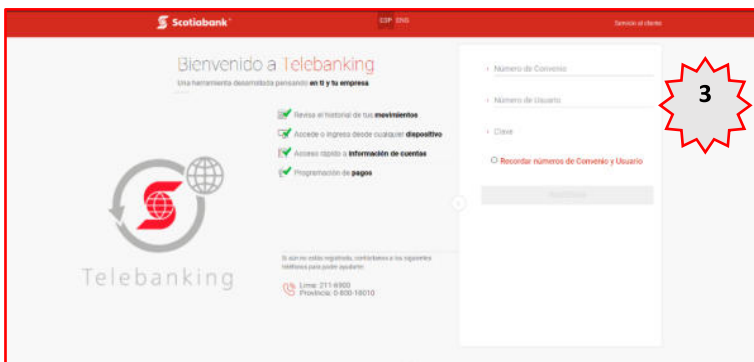 Scotiabank
ESP ENG
Servicio al cliente
Bienvenido a Telebanking
Una herramienta desarrollada pensando en ti y tu empresa
Revisa el historial de tus movimientos
Accede o ingresa desde cualquier dispositivo
Acceso rápido a información de cuentas
Programación de pagos
Telebanking
Si aún no estás registrado, contáctanos a los siguientes
teléfonos para poder ayudarte:
Lima: 211-6900
Provincia: 0-800-16010
Número de Convenio
Número de Usuario
Clave
Recordar números de Convenio y Usuario
3